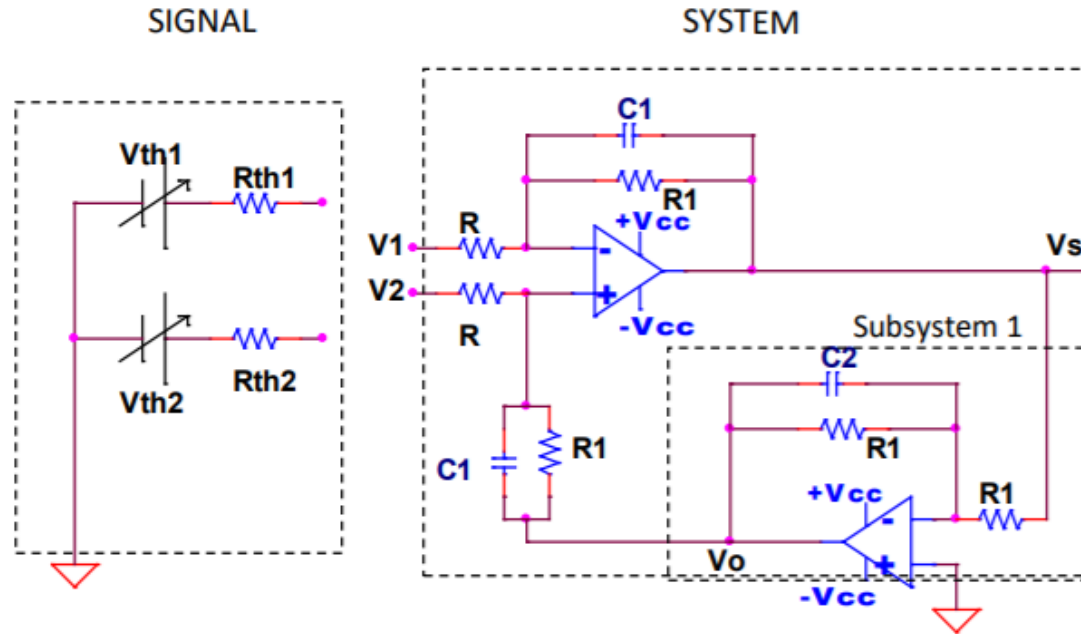 SIGNAL
SYSTEM
Vth1
Rth1
Vth2
Rth2
C1
R1
+Vcc
V1
R
-
Vs
V2
R
+
-Vcc
Subsystem 1
C2
R1
C1
R1
+Vcc
R1
-
+
Vo
-Vcc